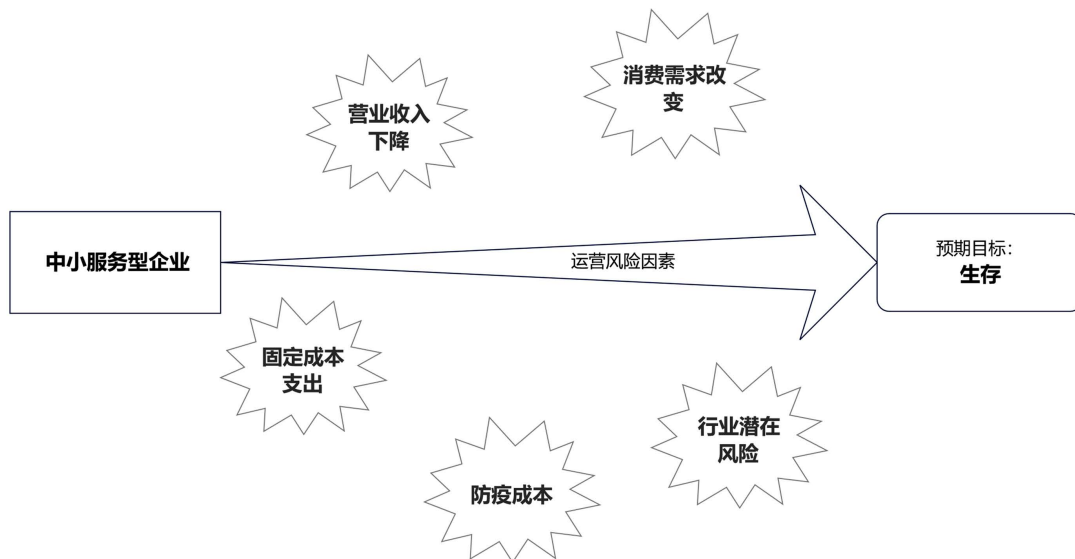 消费需求改
变
营业收入
下降
中小服务型企业
运营风险因素
预期目标：
生存
固定成本
支出
行业潜在
风险
防疫成本